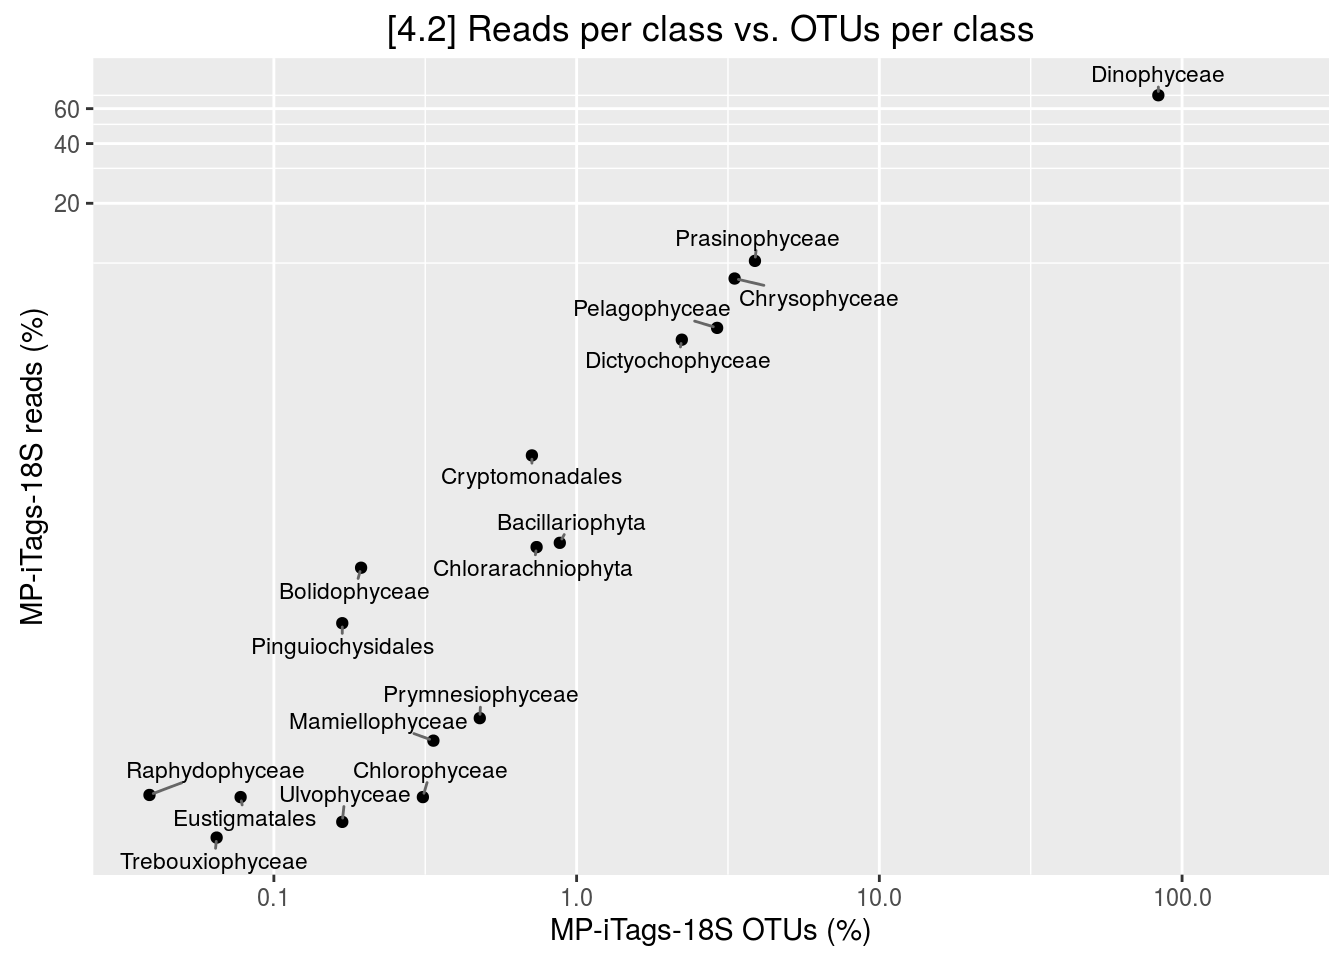 [4.2] Reads per class vs. OTUs per class
Dinophyceae
60
40
20
Prasinophyceae
Chrysophyceae
Pelagophyceae
Dictyochophyceae
Cryptomonadales
Bacillariophyta
Chlorarachniophyta
Bolidophyceae
Pinguiochysidales
Prymnesiophyceae
Mamiellophyceae
Raphydophyceae
Chlorophyceae
Ulvophyceae
Eustigmatales
Trebouxiophyceae
MP-iTags-18S reads (%)
0.1
1.0
10.0
100.0
MP-iTags-18S OTUs (%)